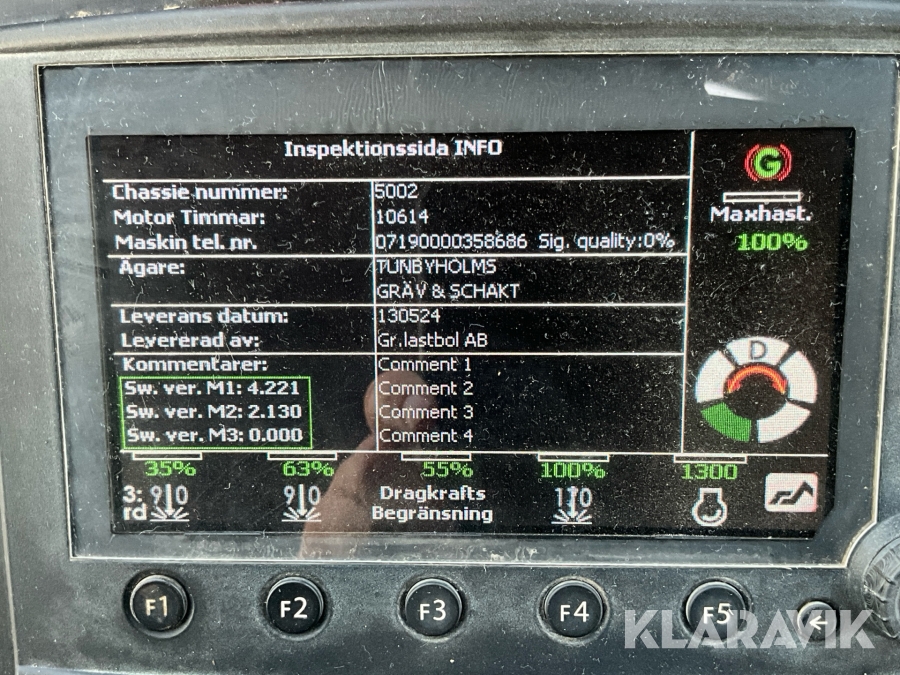 Inspektionssida INFO
Chassie nummer: 5002
Motor Timmar: 10614
Maskin tel. nr. 07190000358686 Sig. quality:0%
Ägare: TUNBYHOLMS
GRÄV & SCHAKT
Leverans datum: 130524
Levererad av: Gr.lastbol AB
Kommentarer: Comment 1
Sw. ver. M1: 4.221 Comment 2
Sw. ver. M2: 2.130 Comment 3
Sw. ver. M3: 0.000 Comment 4
G
Maxhast.
100%
D
35% 63% 55% 100% 1300
3:rd
Dragkrafts
Begränsning
F1 F2 F3 F4 F5
KLARAVIK